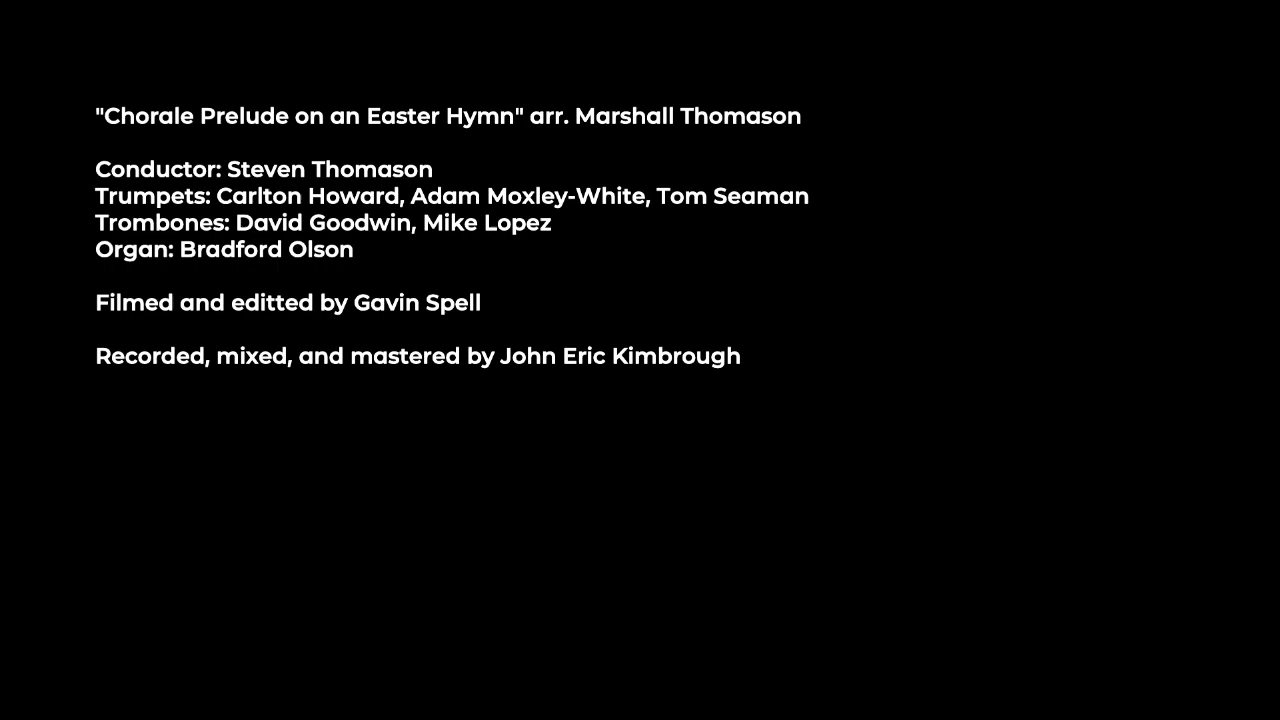 "Chorale Prelude on an Easter Hymn" arr. Marshall Thomason
Conductor: Steven Thomason
Trumpets: Carlton Howard, Adam Moxley-White, Tom Seaman
Trombones: David Goodwin, Mike Lopez
Organ: Bradford Olson
Filmed and editted by Gavin Spell
Recorded, mixed, and mastered by John Eric Kimbrough